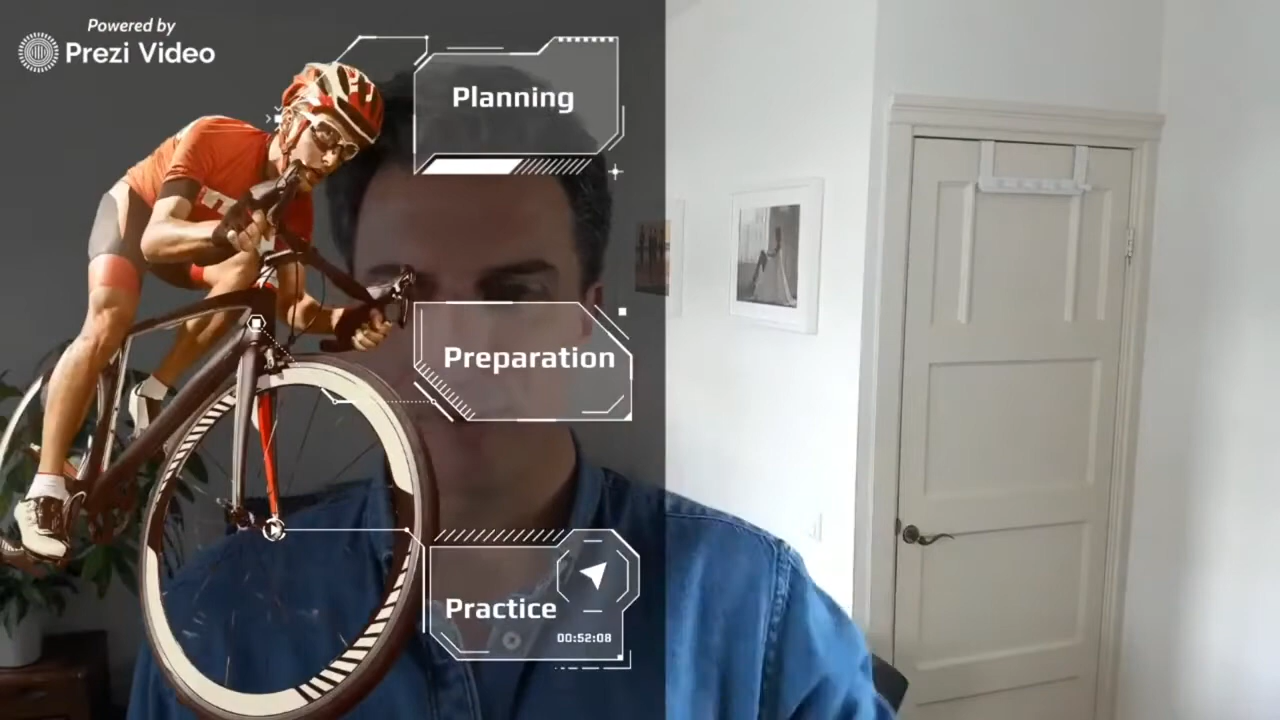 Powered by
Prezi Video
Planning
Preparation
Practice
00:52:08